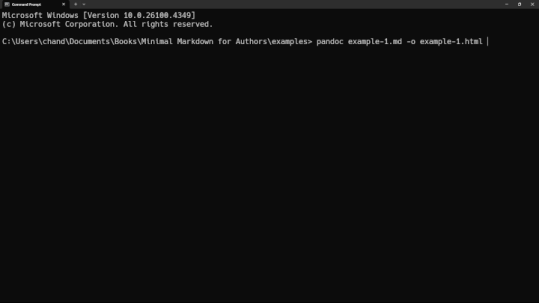 Command Prompt
Microsoft Windows [Version 10.0.26100.4349]
(c) Microsoft Corporation. All rights reserved.
C:\Users\chand\Documents\Books\Minimal Markdown for Authors\examples> pandoc example-1.md -o example-1.html